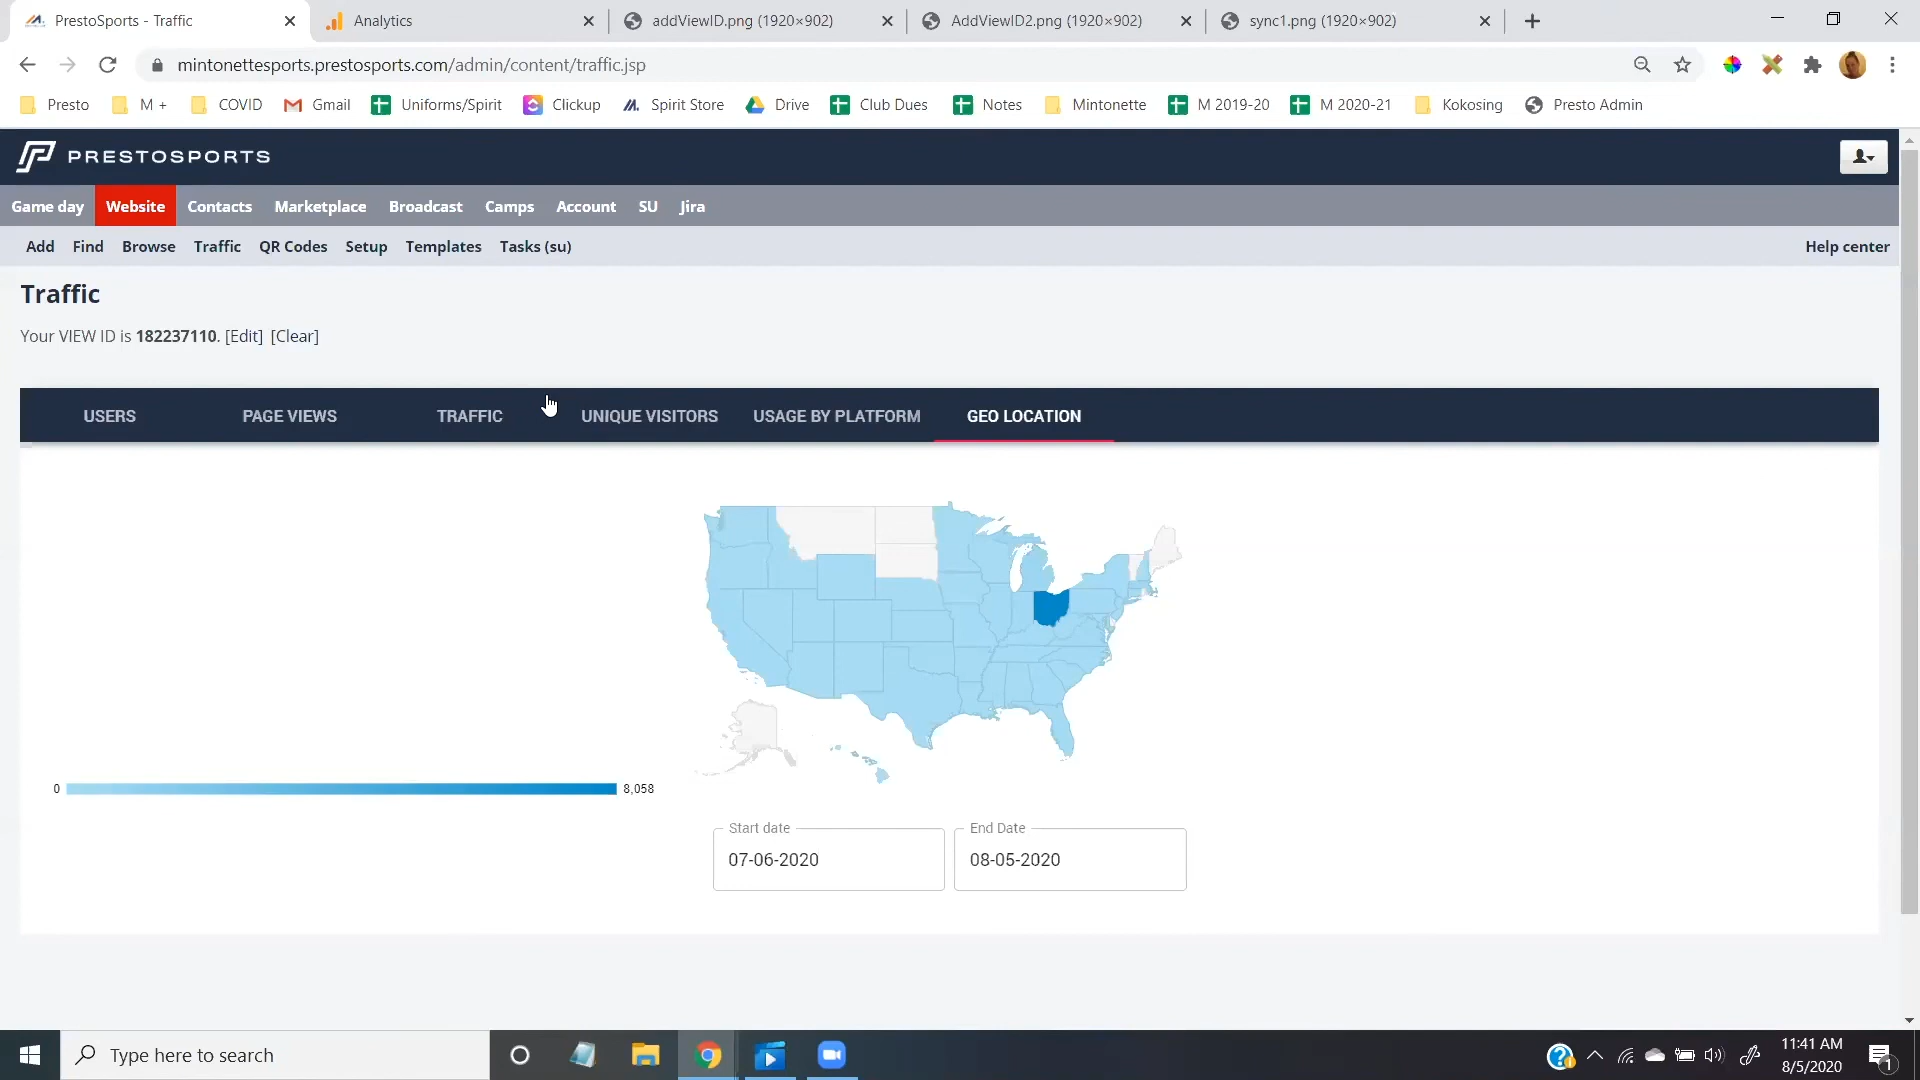 PrestoSports - Traffic
Analytics
addViewID.png (1920×902)
AddViewID2.png (1920×902)
sync1.png (1920×902)
mintonettesports.prestosports.com/admin/content/traffic.jsp
Presto
M +
COVID
Gmail
Uniforms/Spirit
Clickup
Spirit Store
Drive
Club Dues
Notes
Mintonette
M 2019-20
M 2020-21
Kokosing
Presto Admin
PRESTOSPORTS
Game day
Website
Contacts
Marketplace
Broadcast
Camps
Account
SU
Jira
Add
Find
Browse
Traffic
QR Codes
Setup
Templates
Tasks (su)
Help center
Traffic
Your VIEW ID is 182237110. [Edit] [Clear]
USERS
PAGE VIEWS
TRAFFIC
UNIQUE VISITORS
USAGE BY PLATFORM
GEO LOCATION
0
8,058
Start date
07-06-2020
End Date
08-05-2020
Type here to search
11:41 AM
8/5/2020
1